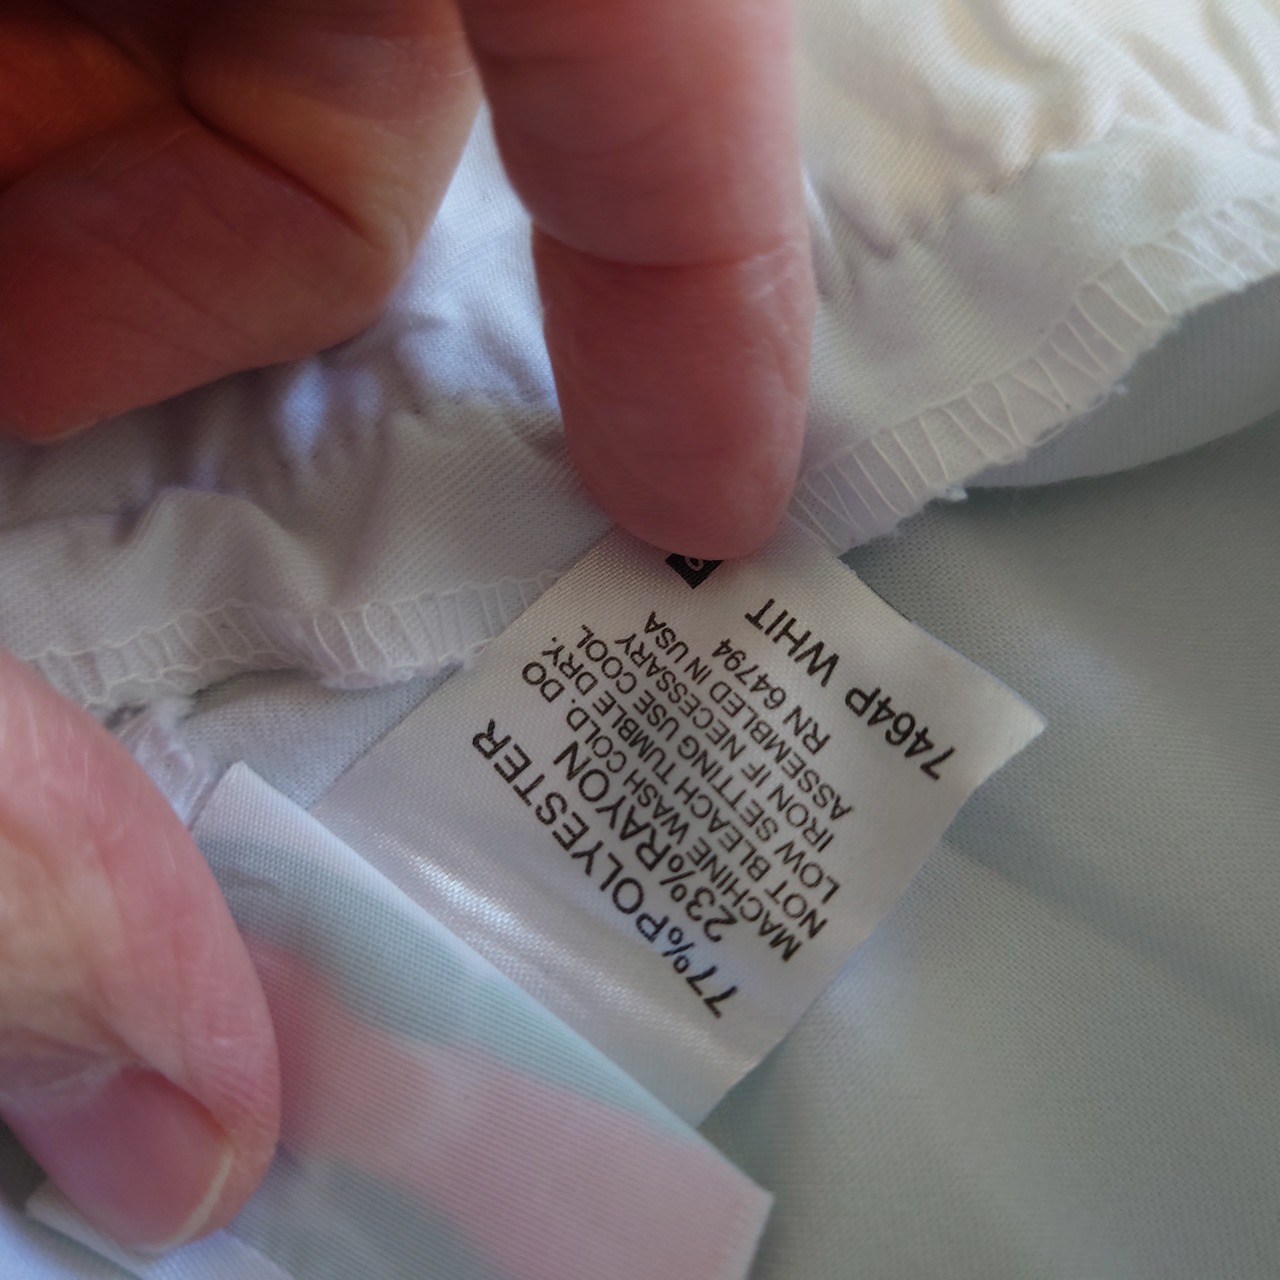 77%POLYESTER
23%RAYON
MACHINE WASH COLD. DO
NOT BLEACH TUMBLE DRY.
LOW SETTING USE COOL
IRON IF NECESSARY
ASSEMBLED IN USA
RN 64794
7464P WHIT